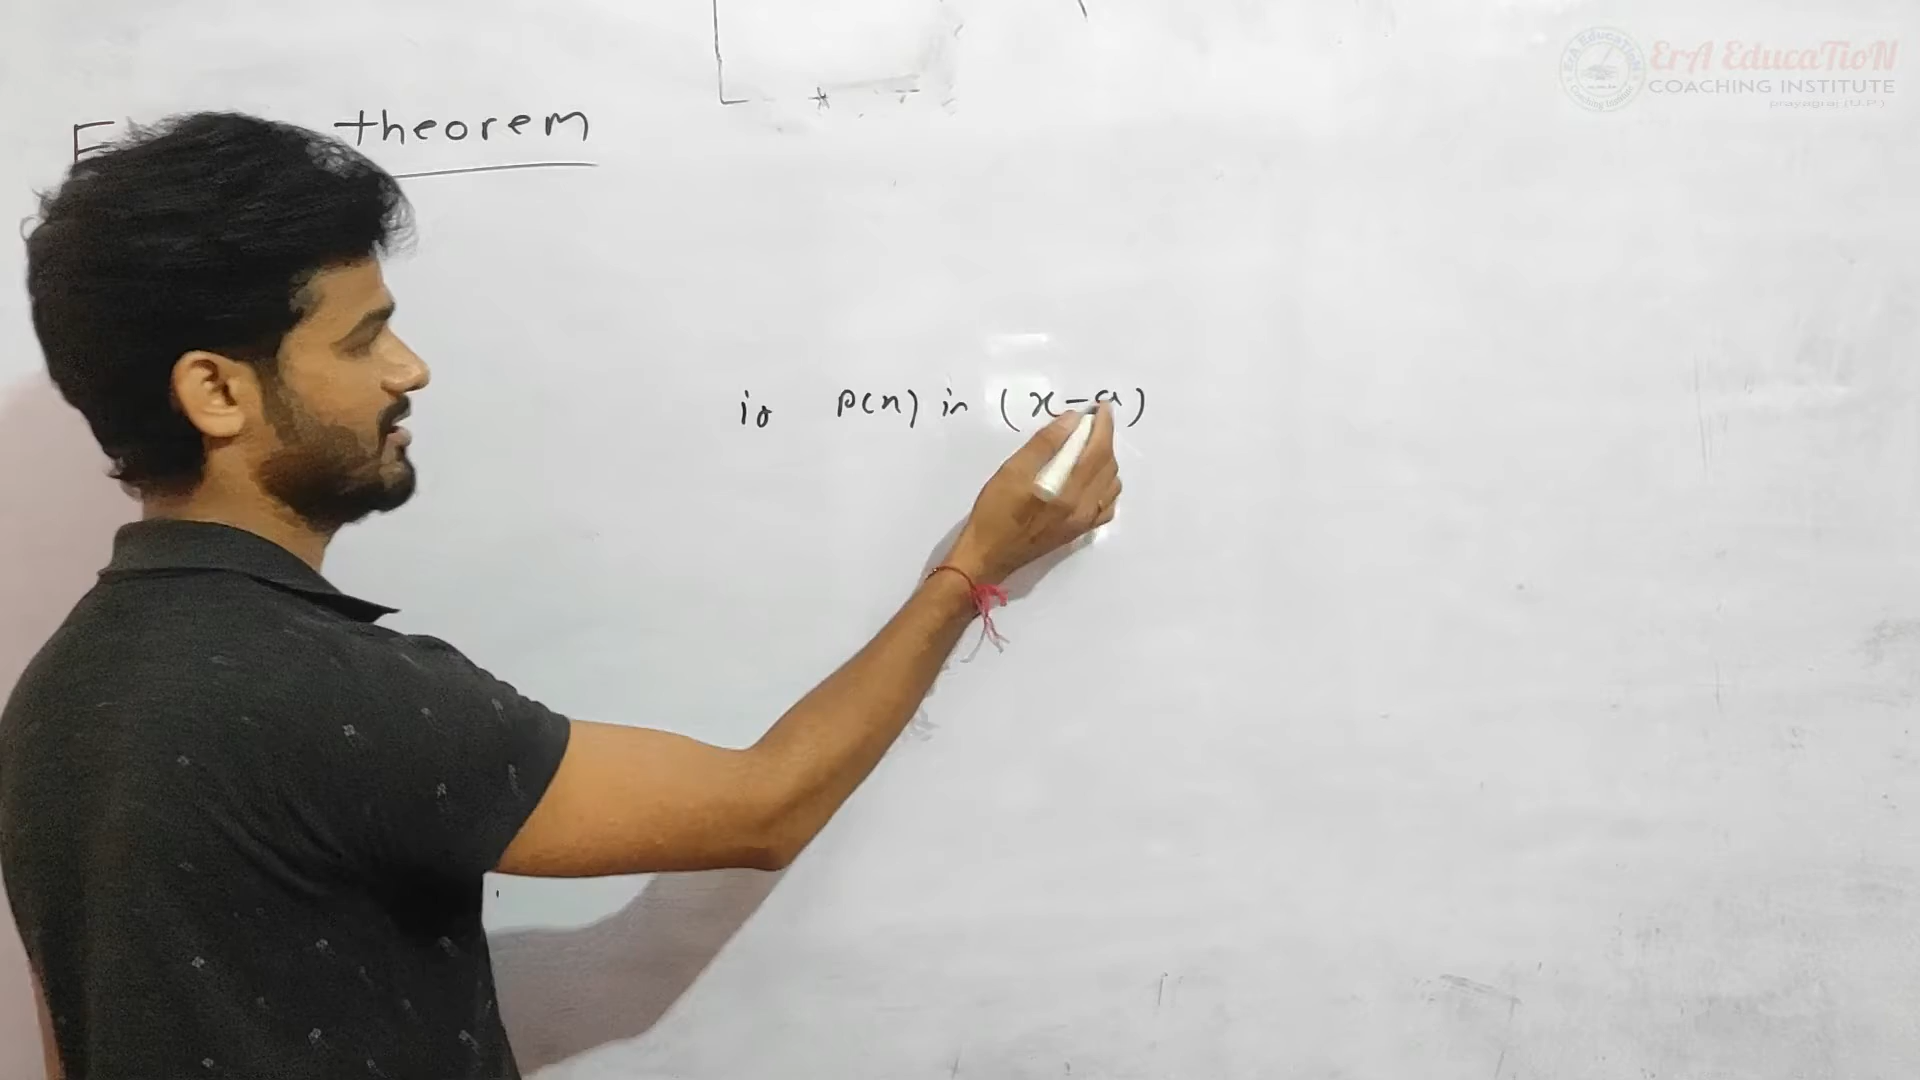 theorem
is P(x) in (x-a)
ErA EducaTioN
COACHING INSTITUTE
prayagraj (U.P.)